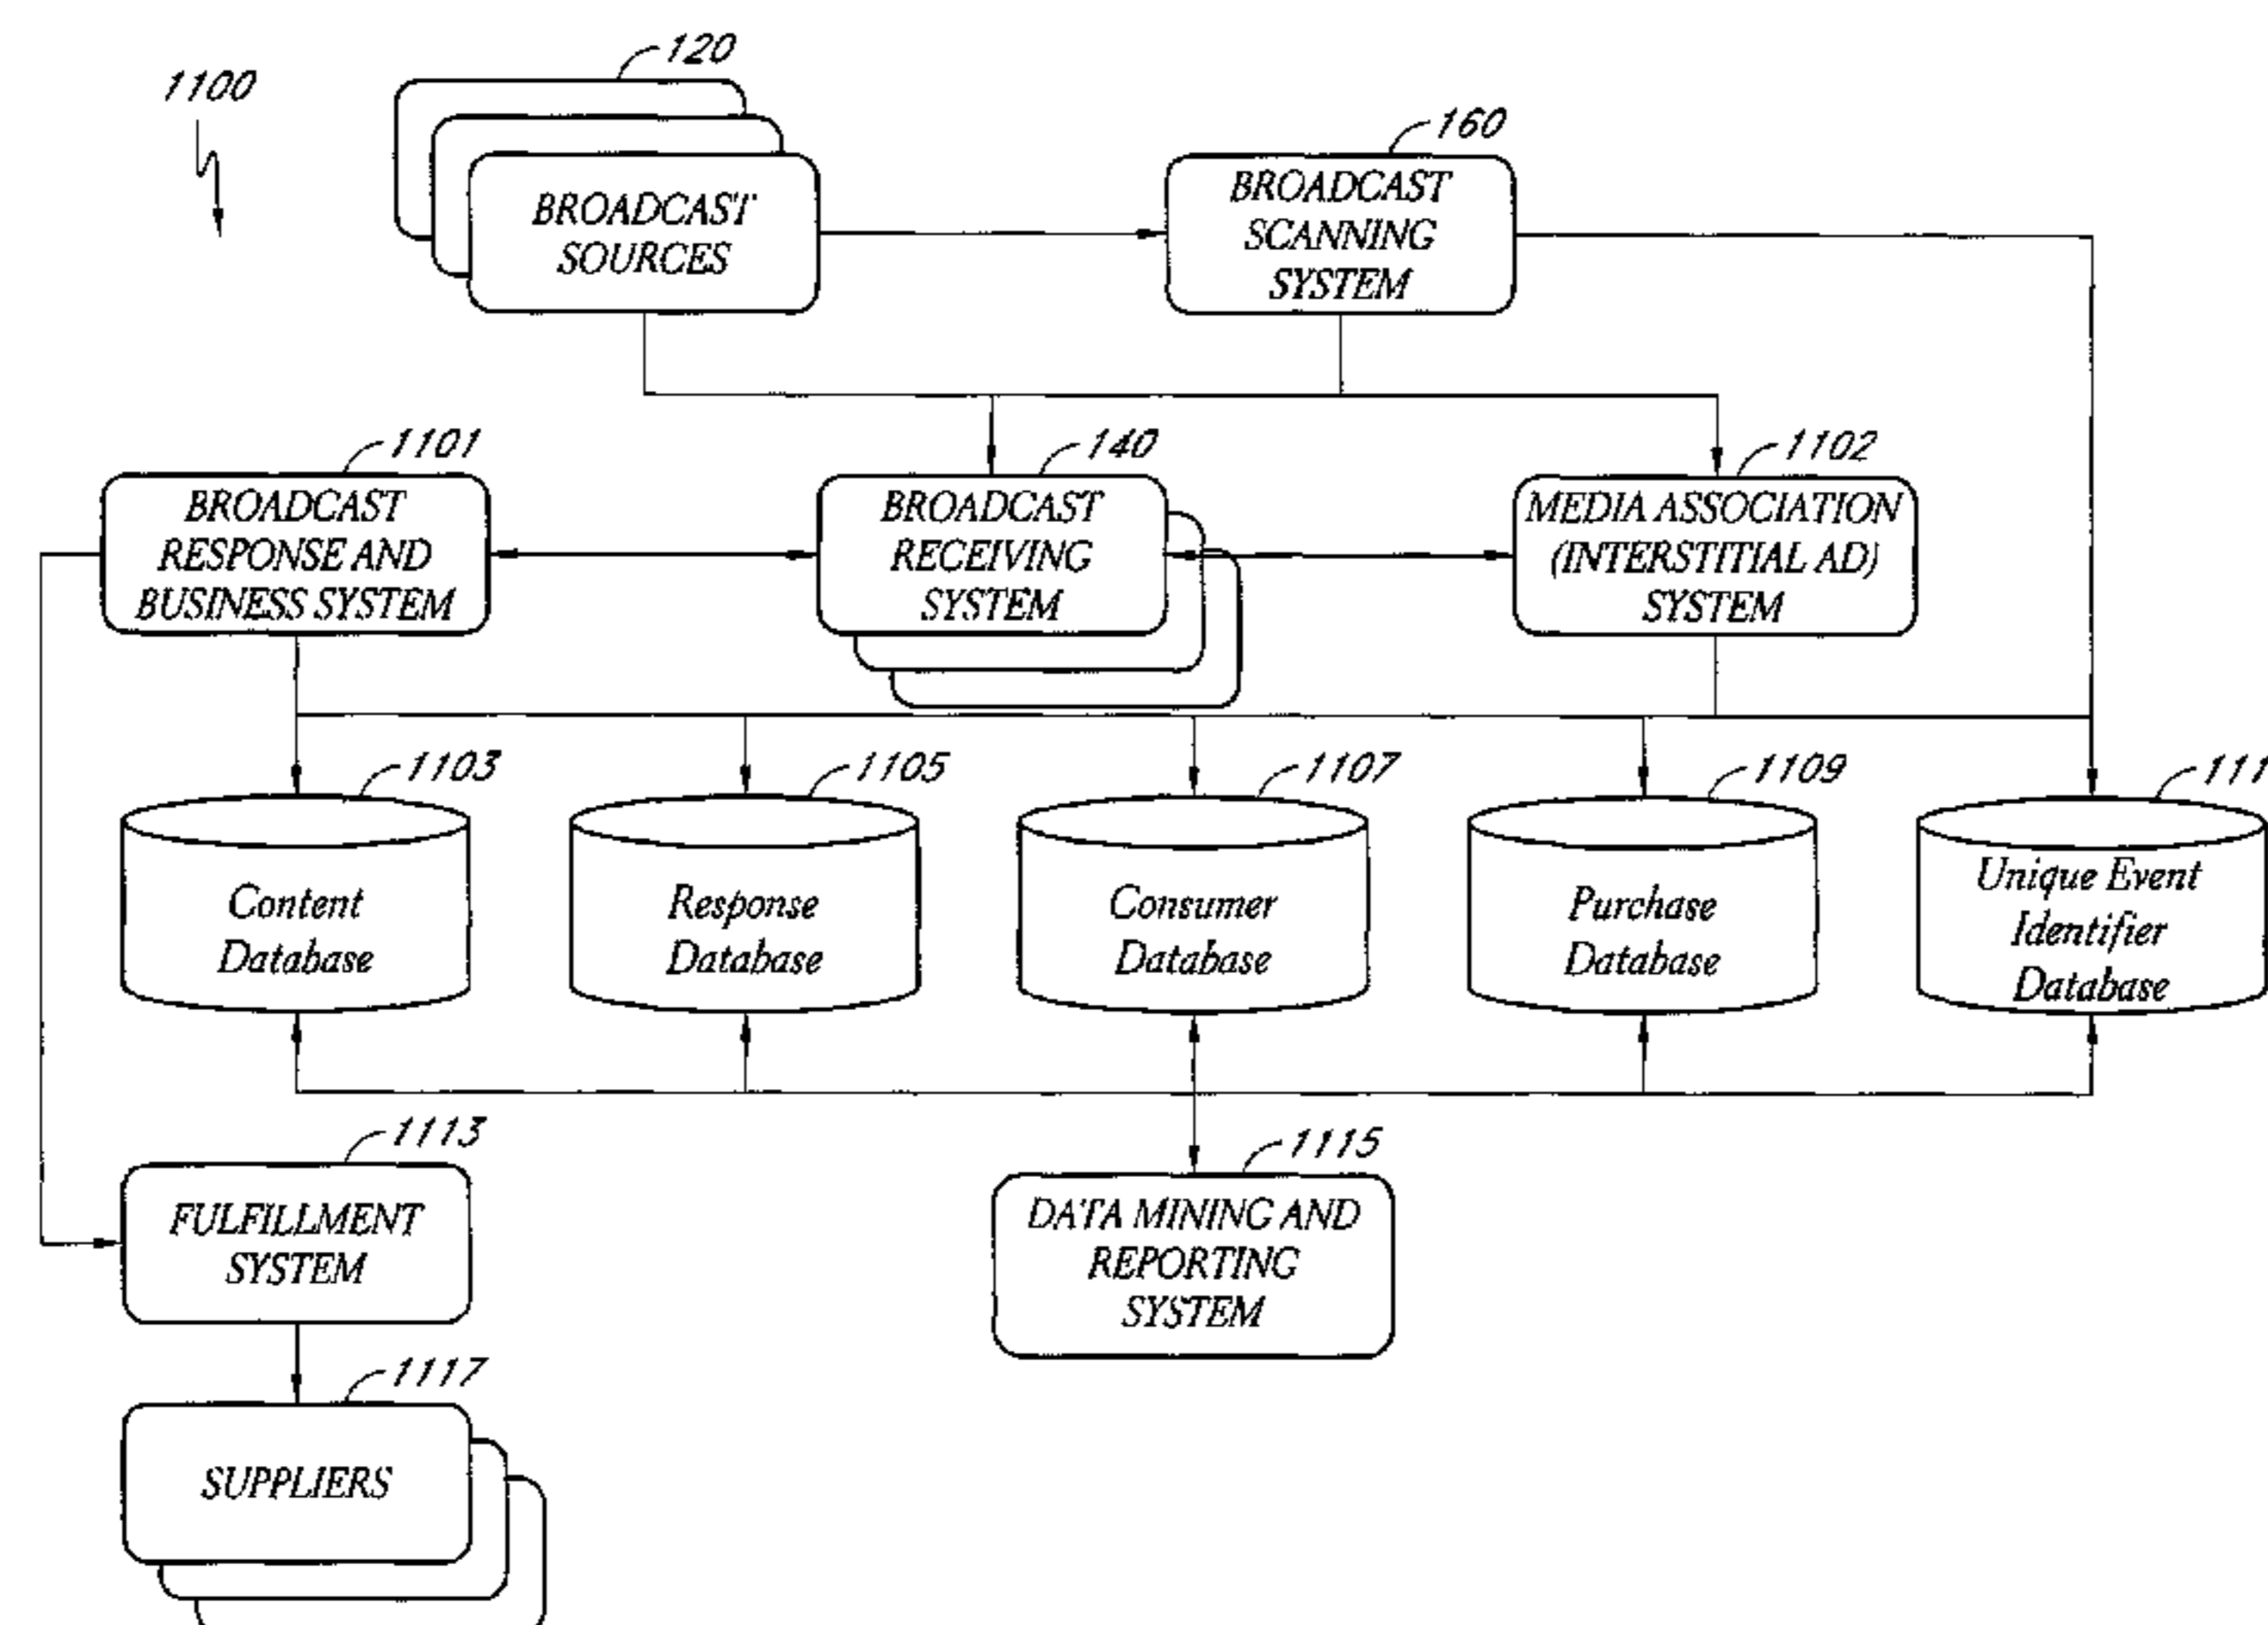 120
1100
160
BROADCAST
SOURCES
BROADCAST
SCANNING
SYSTEM
1101
140
1102
BROADCAST
RESPONSE AND
BUSINESS SYSTEM
BROADCAST
RECEIVING
SYSTEM
MEDIA ASSOCIATION
(INTERSTITIAL AD)
SYSTEM
1103
1105
1107
1109
111
Content
Database
Response
Database
Consumer
Database
Purchase
Database
Unique Event
Identifier
Database
1113
1115
FULFILLMENT
SYSTEM
DATA MINING AND
REPORTING
SYSTEM
1117
SUPPLIERS